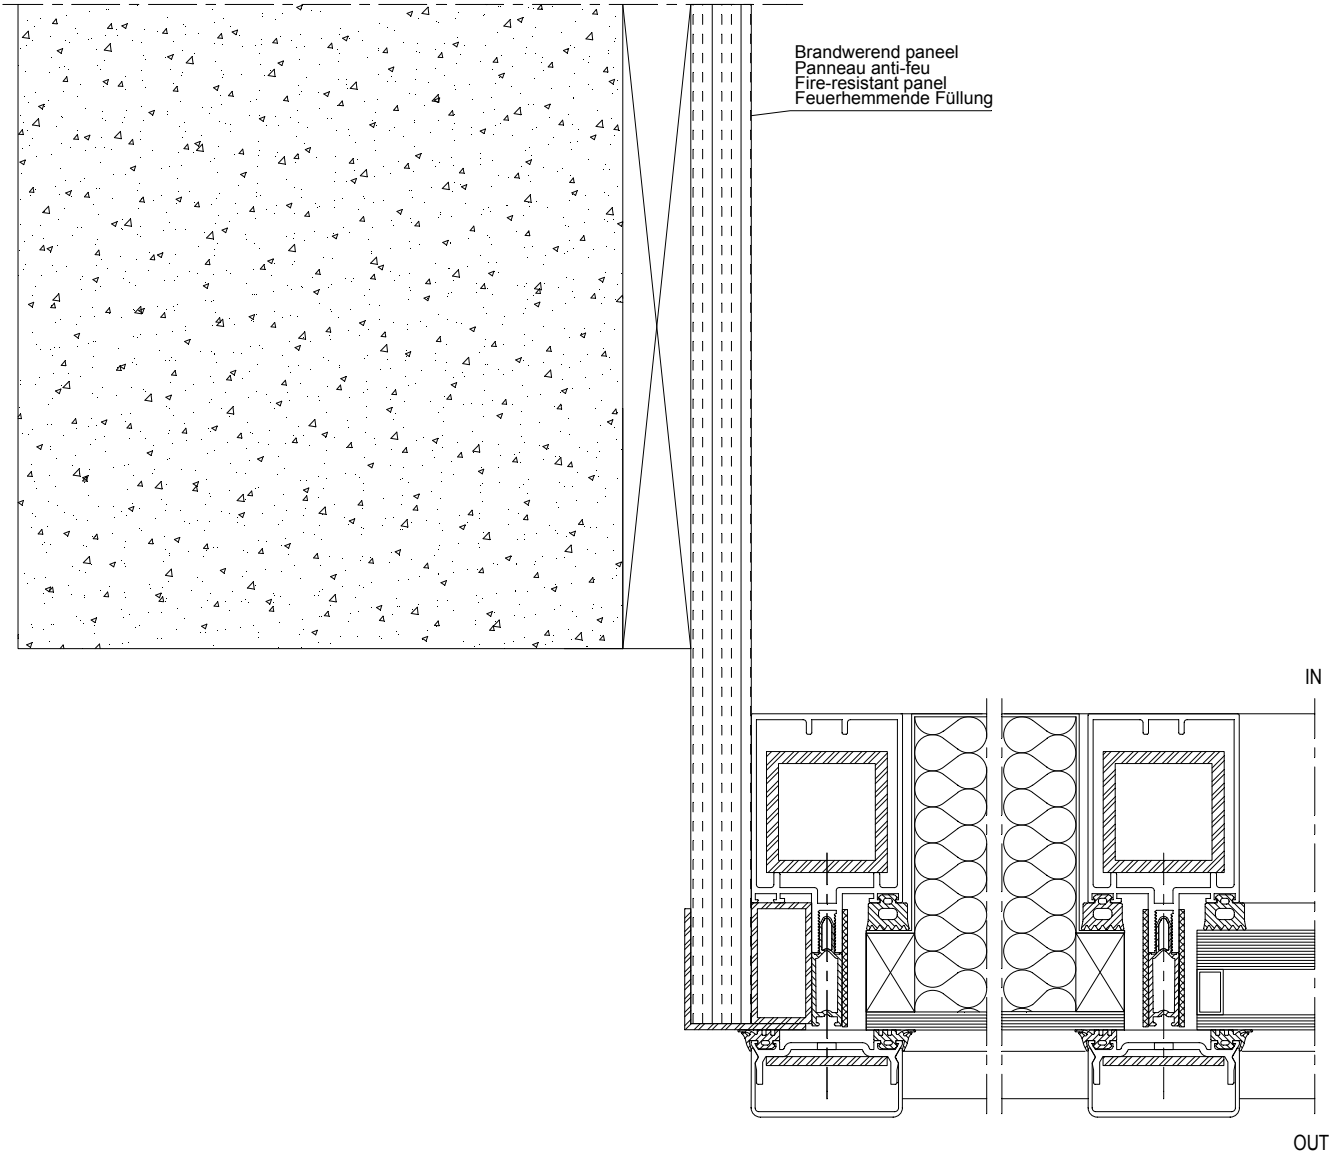 Brandwerend paneel
Panneau anti-feu
Fire-resistant panel
Feuerhemmende Füllung
IN
OUT